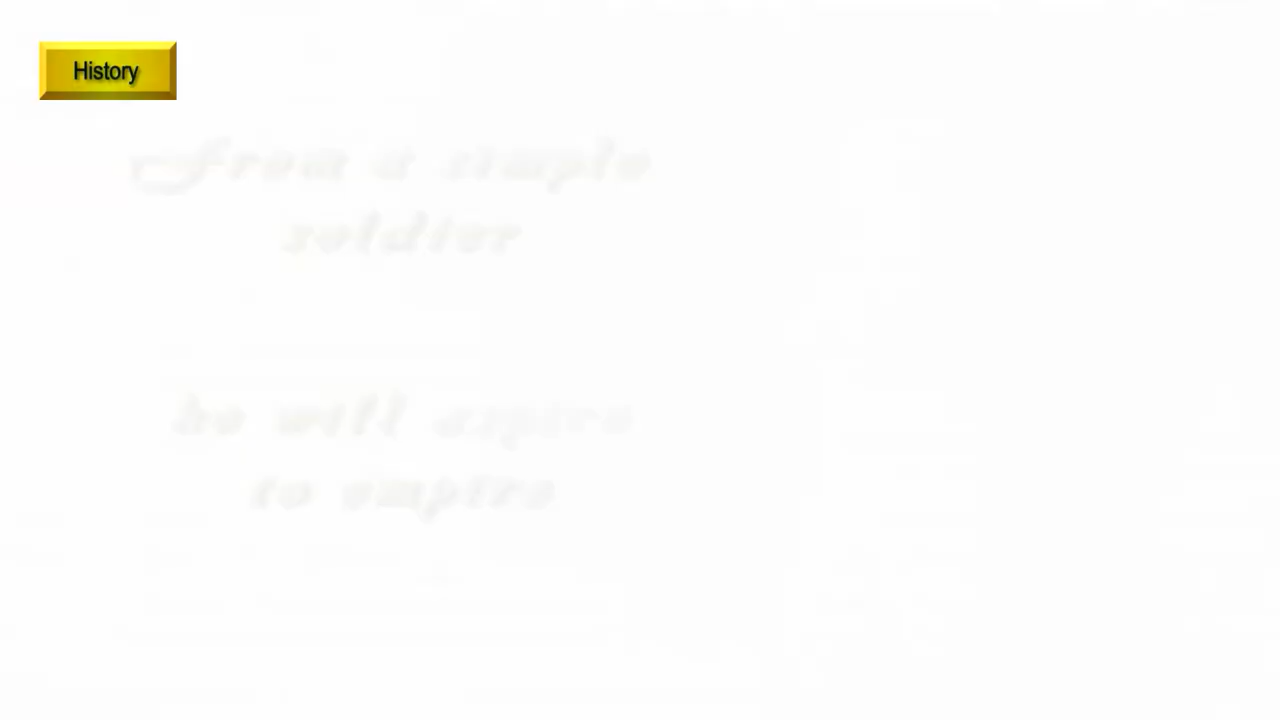 History
From a simple
soldier
he will aspire
to empire